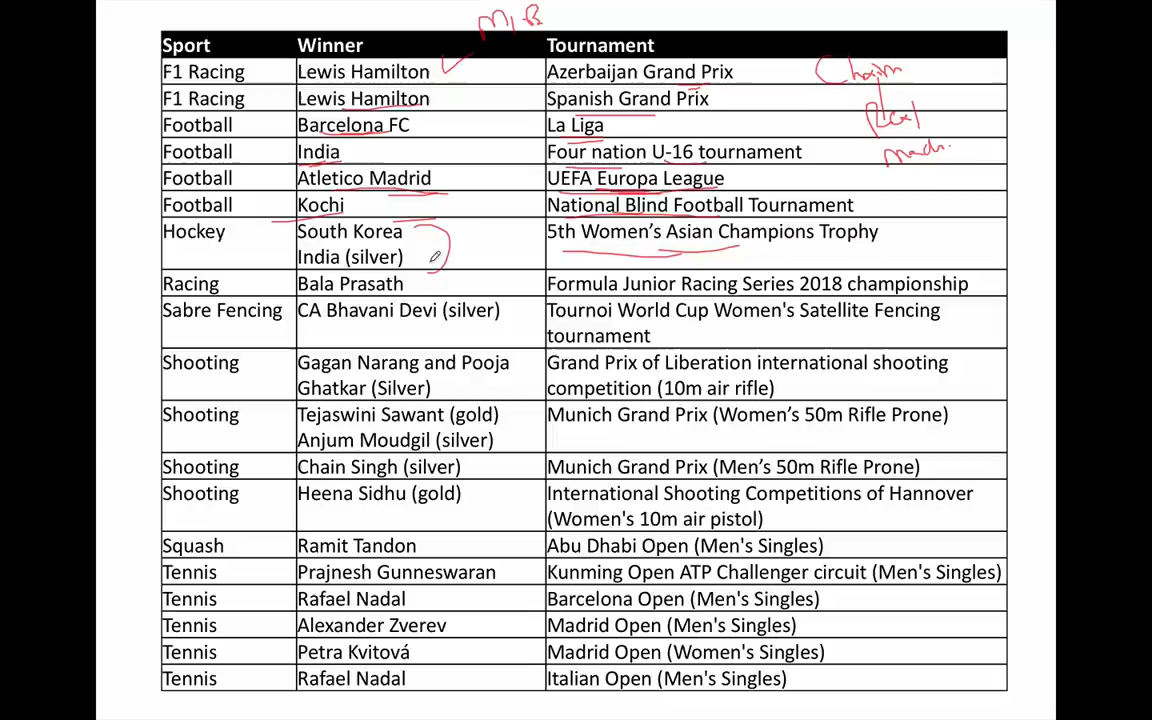 M, B
Sport Winner Tournament
F1 Racing Lewis Hamilton Azerbaijan Grand Prix
Cham
F1 Racing Lewis Hamilton Spanish Grand Prix
Real
Football Barcelona FC La Liga
Football India Four nation U-16 tournament
Madr.
Football Atletico Madrid UEFA Europa League
Football Kochi National Blind Football Tournament
Hockey South Korea 5th Women's Asian Champions Trophy
India (silver)
Racing Bala Prasath Formula Junior Racing Series 2018 championship
Sabre Fencing CA Bhavani Devi (silver) Tournoi World Cup Women's Satellite Fencing
tournament
Shooting Gagan Narang and Pooja Grand Prix of Liberation international shooting
Ghatkar (Silver) competition (10m air rifle)
Shooting Tejaswini Sawant (gold) Munich Grand Prix (Women's 50m Rifle Prone)
Anjum Moudgil (silver)
Shooting Chain Singh (silver) Munich Grand Prix (Men's 50m Rifle Prone)
Shooting Heena Sidhu (gold) International Shooting Competitions of Hannover
(Women's 10m air pistol)
Squash Ramit Tandon Abu Dhabi Open (Men's Singles)
Tennis Prajnesh Gunneswaran Kunming Open ATP Challenger circuit (Men's Singles)
Tennis Rafael Nadal Barcelona Open (Men's Singles)
Tennis Alexander Zverev Madrid Open (Men's Singles)
Tennis Petra Kvitová Madrid Open (Women's Singles)
Tennis Rafael Nadal Italian Open (Men's Singles)